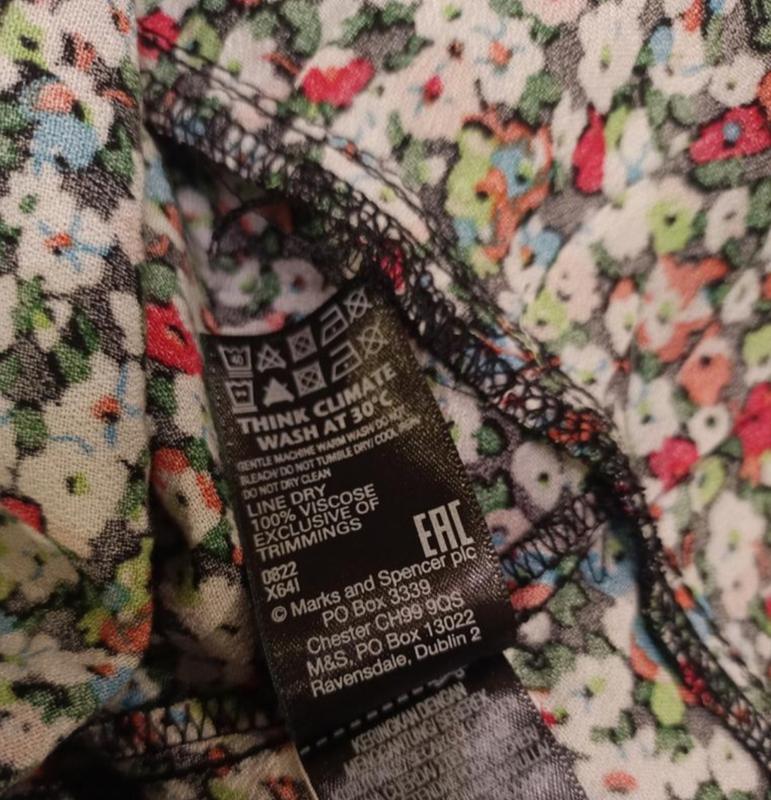 THINK CLIMATE
WASH AT 30°C
GENTLE MACHINE WARM WASH/DO NOT
BLEACH/DO NOT TUMBLE DRY/ COOL IRON
DO NOT DRY CLEAN
LINE DRY
100% VISCOSE
EXCLUSIVE OF
TRIMMINGS
EAC
0822
X64I
© Marks and Spencer plc
PO Box 3339
Chester CH99 9QS
M&S, PO Box 13022
Ravensdale, Dublin 2
KERINGKAN DENGAN